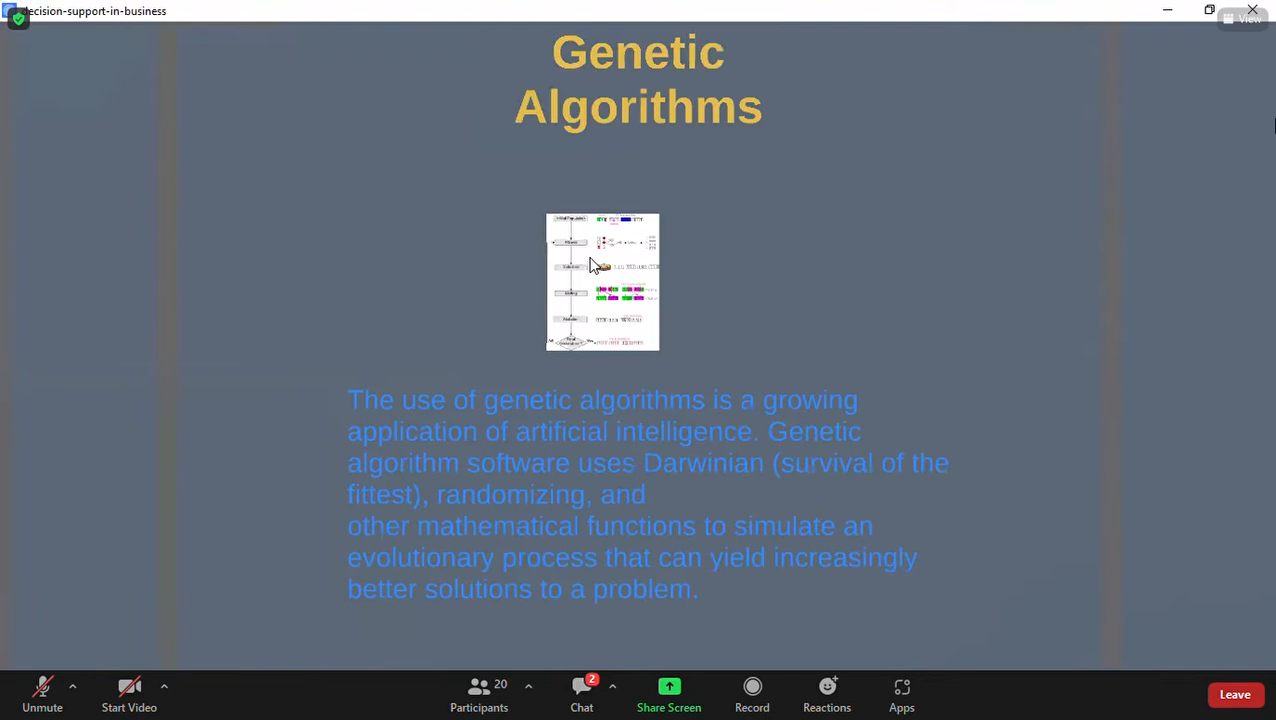 decision-support-in-business
View
Genetic
Algorithms
The use of genetic algorithms is a growing
application of artificial intelligence. Genetic
algorithm software uses Darwinian (survival of the
fittest), randomizing, and
other mathematical functions to simulate an
evolutionary process that can yield increasingly
better solutions to a problem.
Unmute
Start Video
20
Participants
2
Chat
Share Screen
Record
Reactions
Apps
Leave